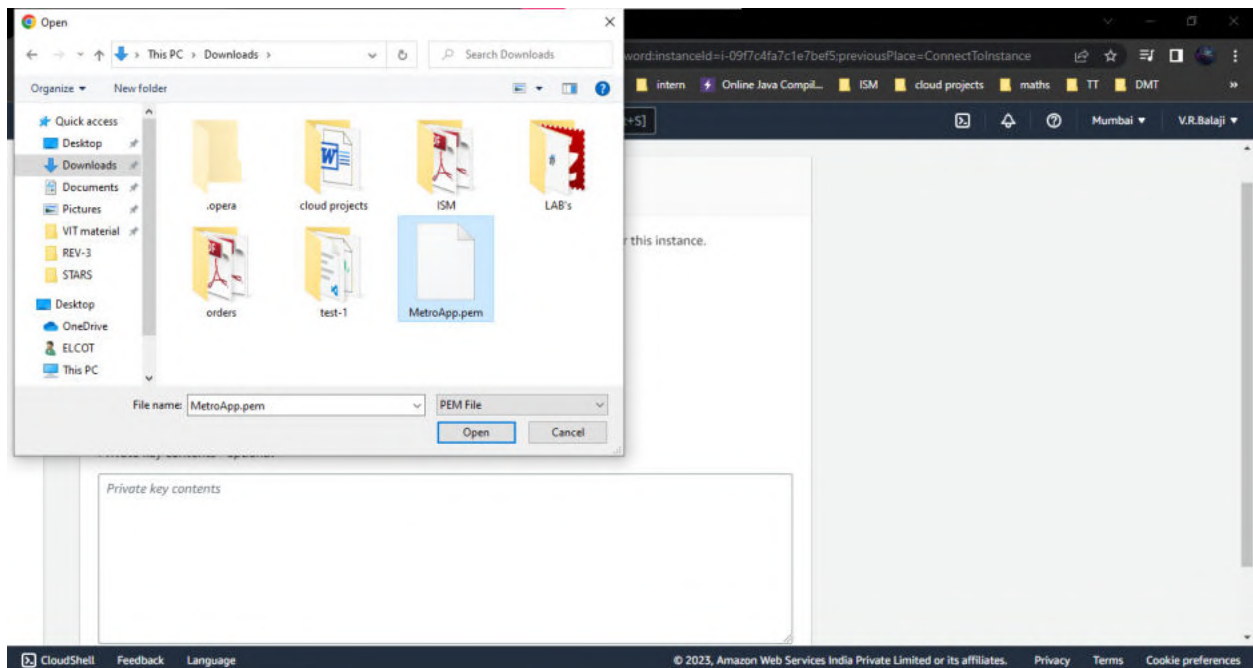 Open
This PC > Downloads >
Search Downloads
word:instanceId=i-09f7c4fa7c1e7bef5;previousPlace=ConnectToInstance
Organize
New folder
intern
Online Java Compil...
ISM
cloud projects
maths
TT
DMT
»
t+S]
Mumbai
V.R.Balaji
Quick access
Desktop
Downloads
Documents
Pictures
VIT material
REV-3
STARS
Desktop
OneDrive
ELCOT
This PC
.opera
cloud projects
ISM
LAB's
orders
test-1
MetroApp.pem
r this instance.
File name: MetroApp.pem
PEM File
Open
Cancel
Private key contents
CloudShell
Feedback
Language
© 2023, Amazon Web Services India Private Limited or its affiliates.
Privacy
Terms
Cookie preferences